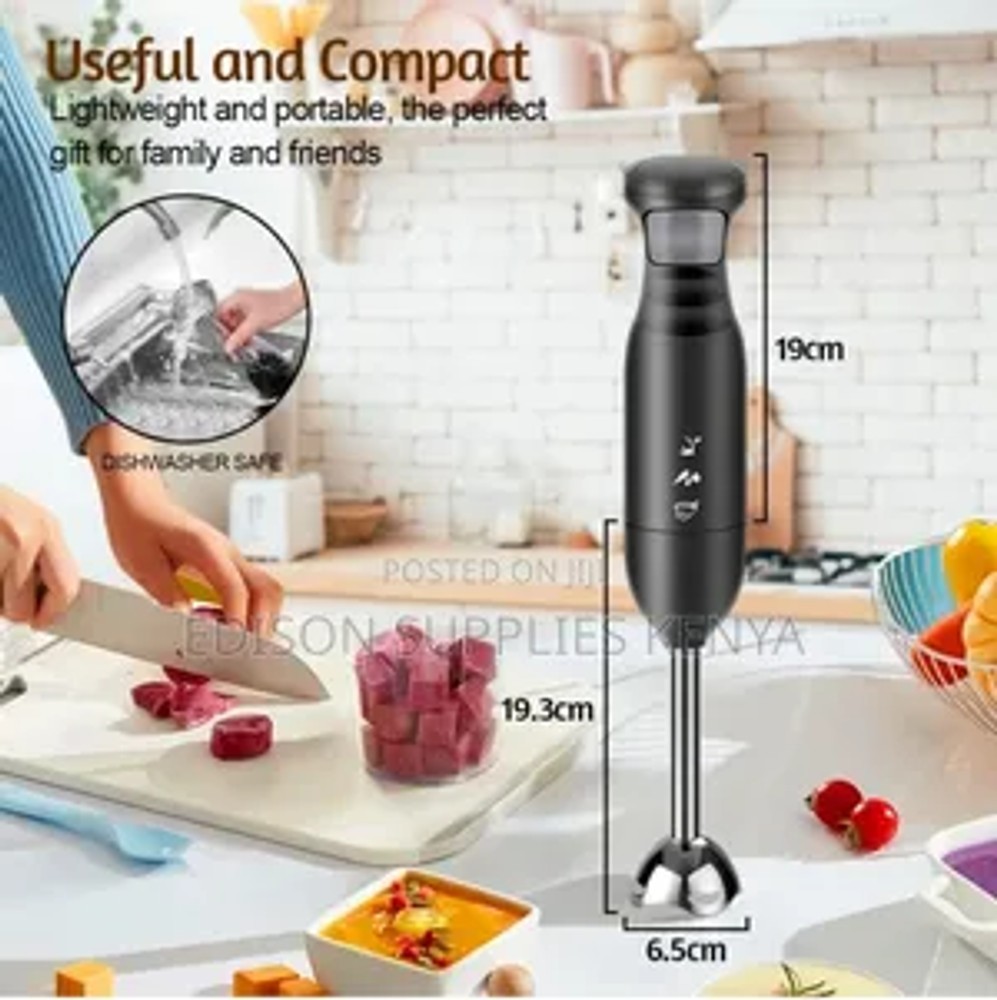 Useful and Compact
Lightweight and portable, the perfect
gift for family and friends
DISHWASHER SAFE
19cm
POSTED ON JIJI
EDISON SUPPLIES KENYA
19.3cm
6.5cm